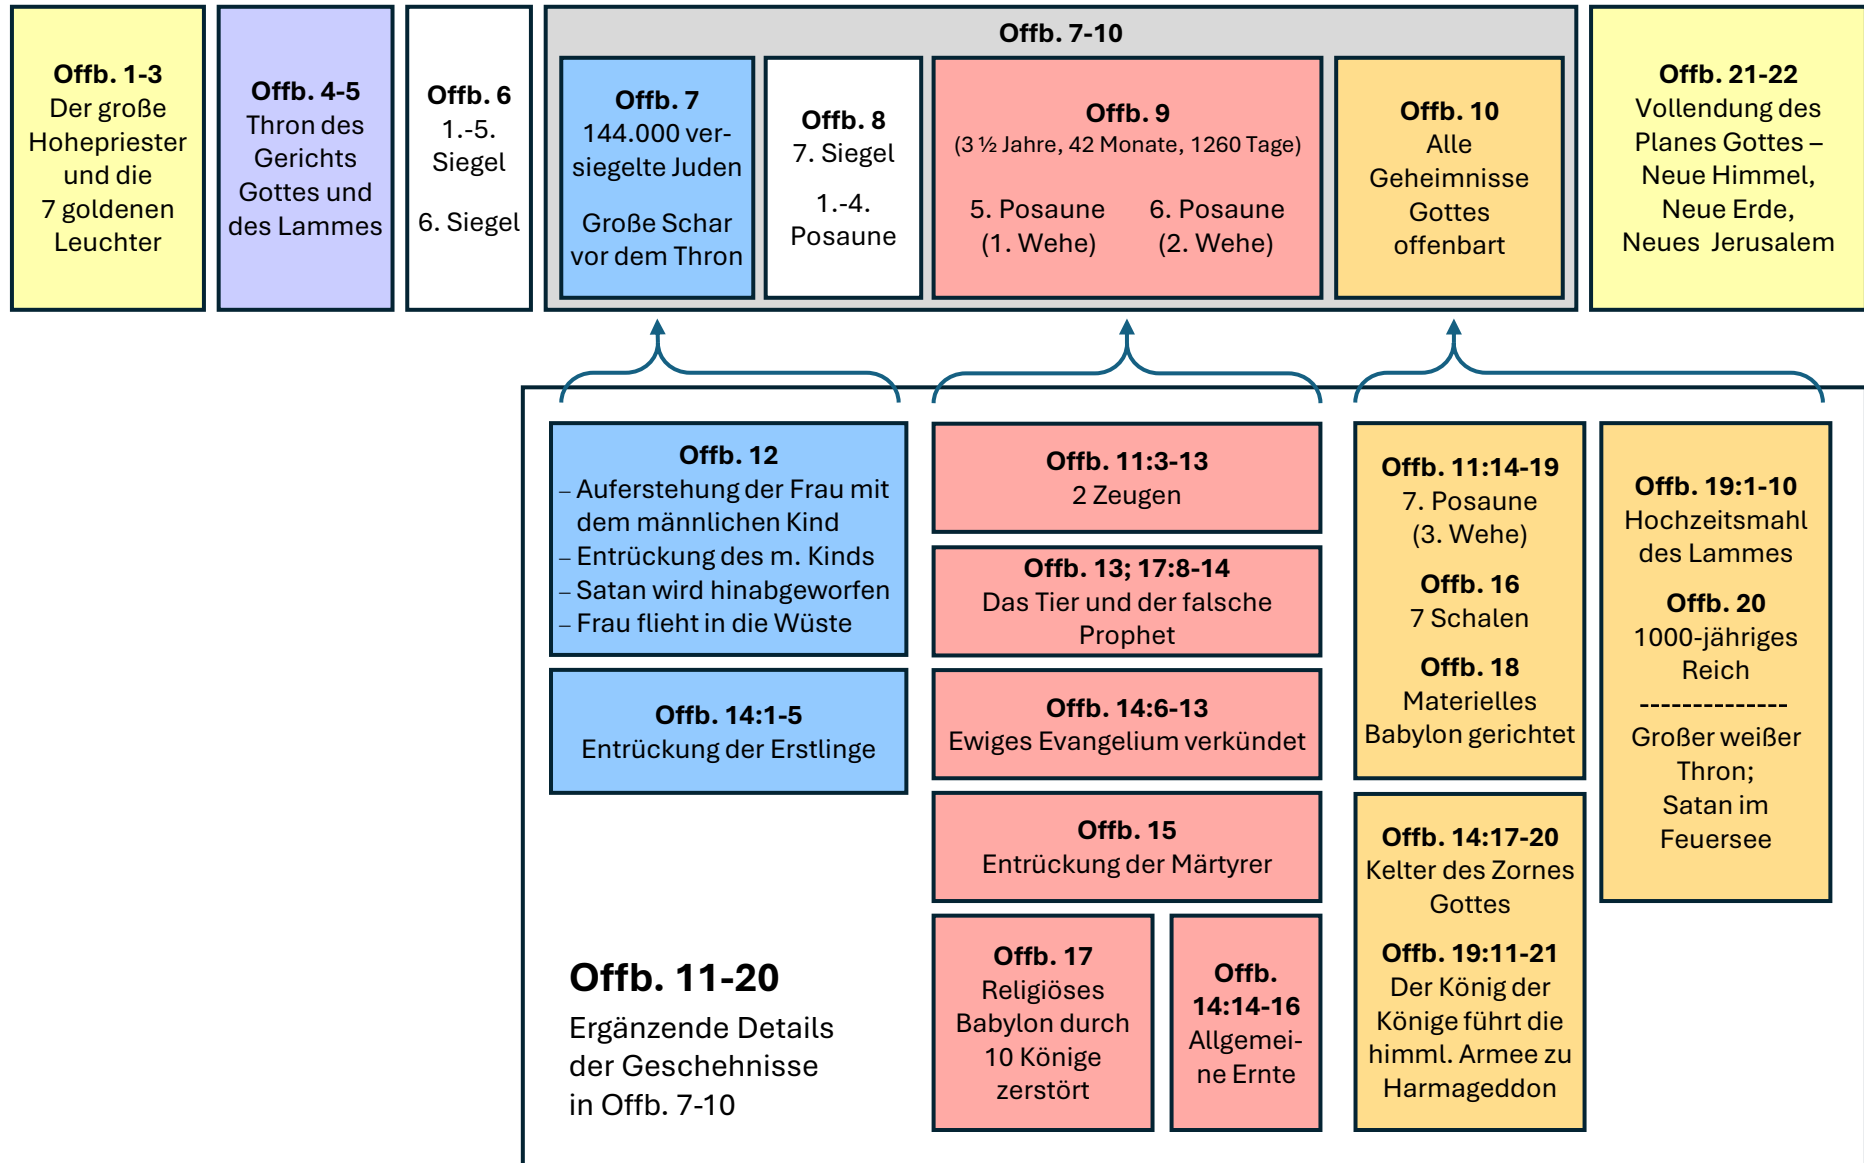 Offb. 1-3
Der große
Hohepriester
und die
7 goldenen
Leuchter
Offb. 4-5
Thron des
Gerichts
Gottes und
des Lammes
Offb. 6
1.-5.
Siegel
6. Siegel
Offb. 7-10
Offb. 7
144.000 ver-
siegelte Juden
Große Schar
vor dem Thron
Offb. 8
7. Siegel
1.-4.
Posaune
Offb. 9
(3 ½ Jahre, 42 Monate, 1260 Tage)
5. Posaune
(1. Wehe)
6. Posaune
(2. Wehe)
Offb. 10
Alle
Geheimnisse
Gottes
offenbart
Offb. 21-22
Vollendung des
Planes Gottes –
Neue Himmel,
Neue Erde,
Neues Jerusalem
Offb. 12
– Auferstehung der Frau mit
dem männlichen Kind
– Entrückung des m. Kinds
– Satan wird hinabgeworfen
– Frau flieht in die Wüste
Offb. 14:1-5
Entrückung der Erstlinge
Offb. 11-20
Ergänzende Details
der Geschehnisse
in Offb. 7-10
Offb. 11:3-13
2 Zeugen
Offb. 13; 17:8-14
Das Tier und der falsche
Prophet
Offb. 14:6-13
Ewiges Evangelium verkündet
Offb. 15
Entrückung der Märtyrer
Offb. 17
Religiöses
Babylon durch
10 Könige
zerstört
Offb.
14:14-16
Allgemei-
ne Ernte
Offb. 11:14-19
7. Posaune
(3. Wehe)
Offb. 16
7 Schalen
Offb. 18
Materielles
Babylon gerichtet
Offb. 14:17-20
Kelter des Zornes
Gottes
Offb. 19:11-21
Der König der
Könige führt die
himml. Armee zu
Harmageddon
Offb. 19:1-10
Hochzeitsmahl
des Lammes
Offb. 20
1000-jähriges
Reich
--------------
Großer weißer
Thron;
Satan im
Feuersee